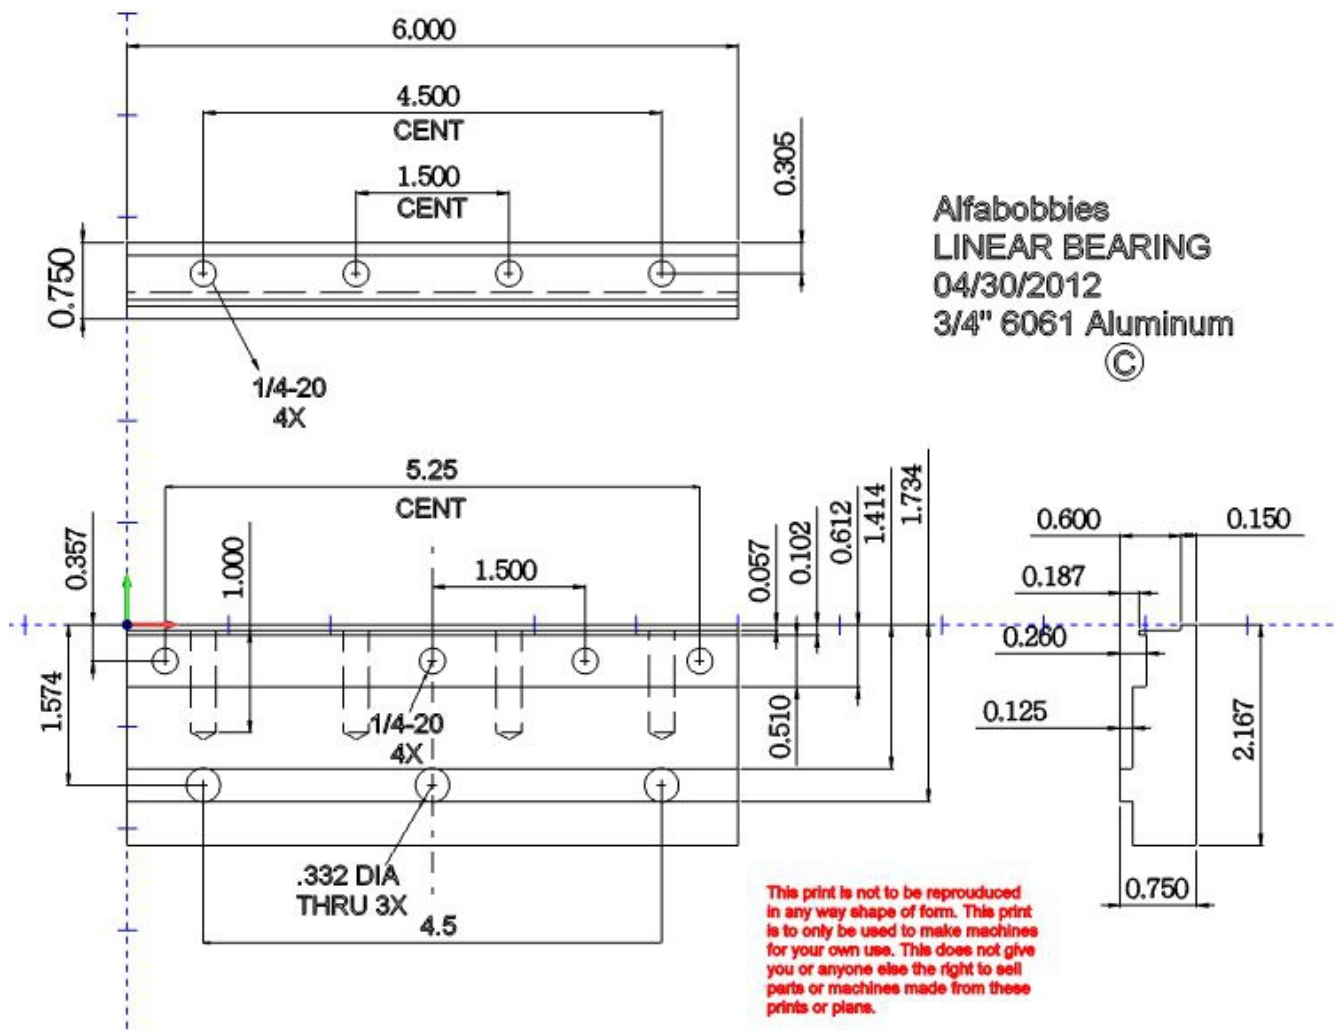 6.000
4.500
CENT
1.500
CENT
0.305
0.750
1/4-20
4X
Alfabobbies
LINEAR BEARING
04/30/2012
3/4" 6061 Aluminum
©
5.25
CENT
0.357
1.000
1.500
0.057
0.102
0.612
1.414
1.734
1.574
1/4-20
4X
0.510
.332 DIA
THRU 3X
4.5
0.600
0.150
0.187
0.260
0.125
2.167
0.750
This print is not to be reprouduced
in any way shape of form. This print
is to only be used to make machines
for your own use. This does not give
you or anyone else the right to sell
parts or machines made from these
prints or plans.